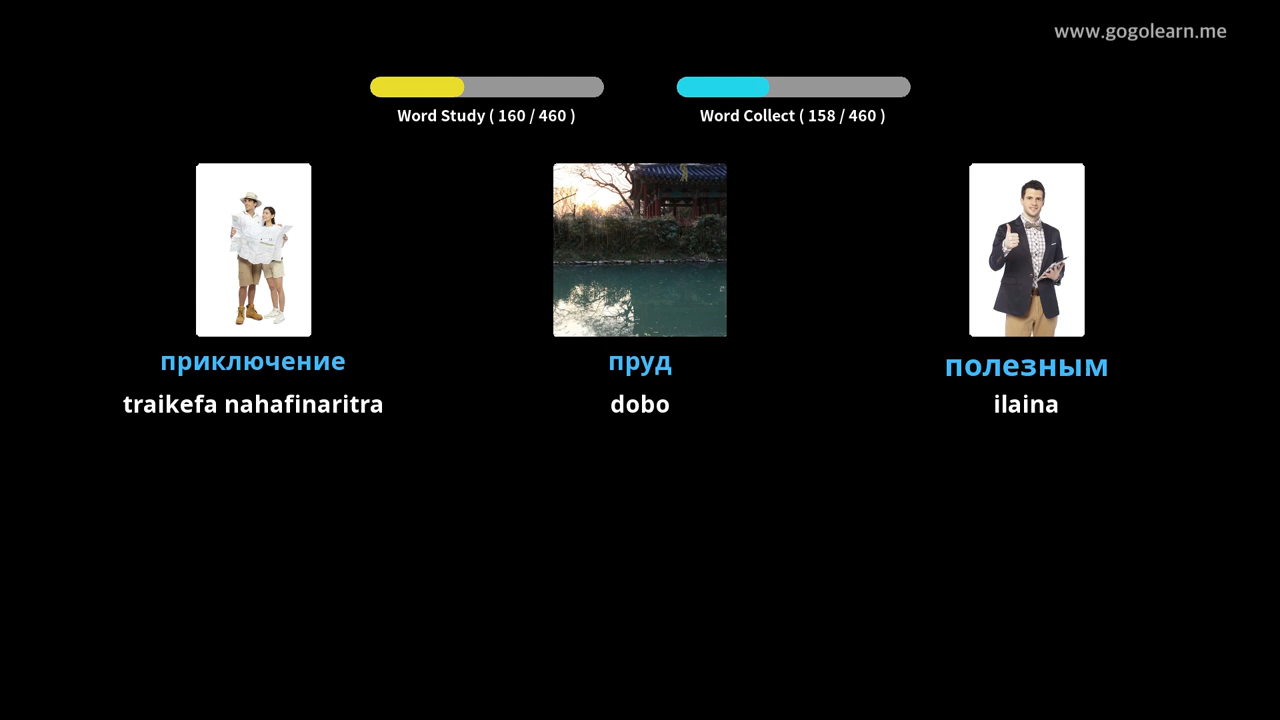 www.gogolearn.me
Word Study ( 160 / 460 )
Word Collect ( 158 / 460 )
приключение
пруд
полезным
traikefa nahafinaritra
dobo
ilaina